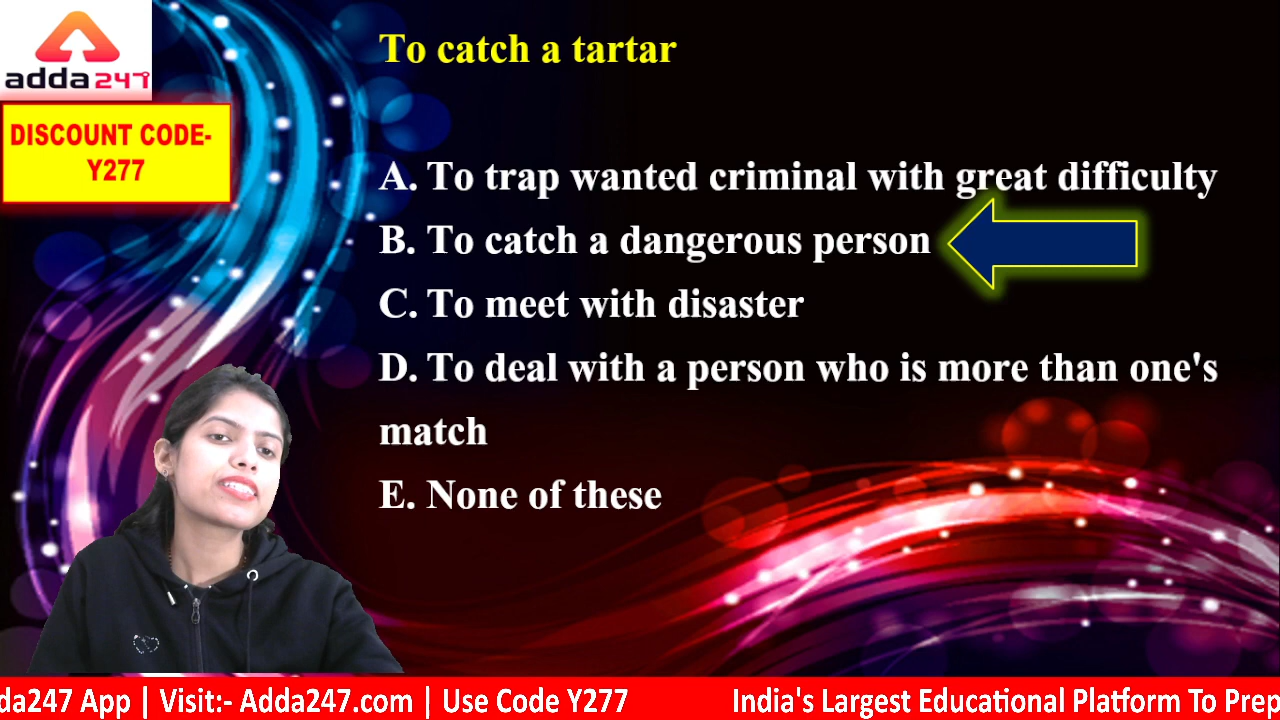 adda247
DISCOUNT CODE-
Y277
To catch a tartar
A. To trap wanted criminal with great difficulty
B. To catch a dangerous person
C. To meet with disaster
D. To deal with a person who is more than one's
match
E. None of these
da247 App | Visit:- Adda247.com | Use Code Y277 India's Largest Educational Platform To Prep